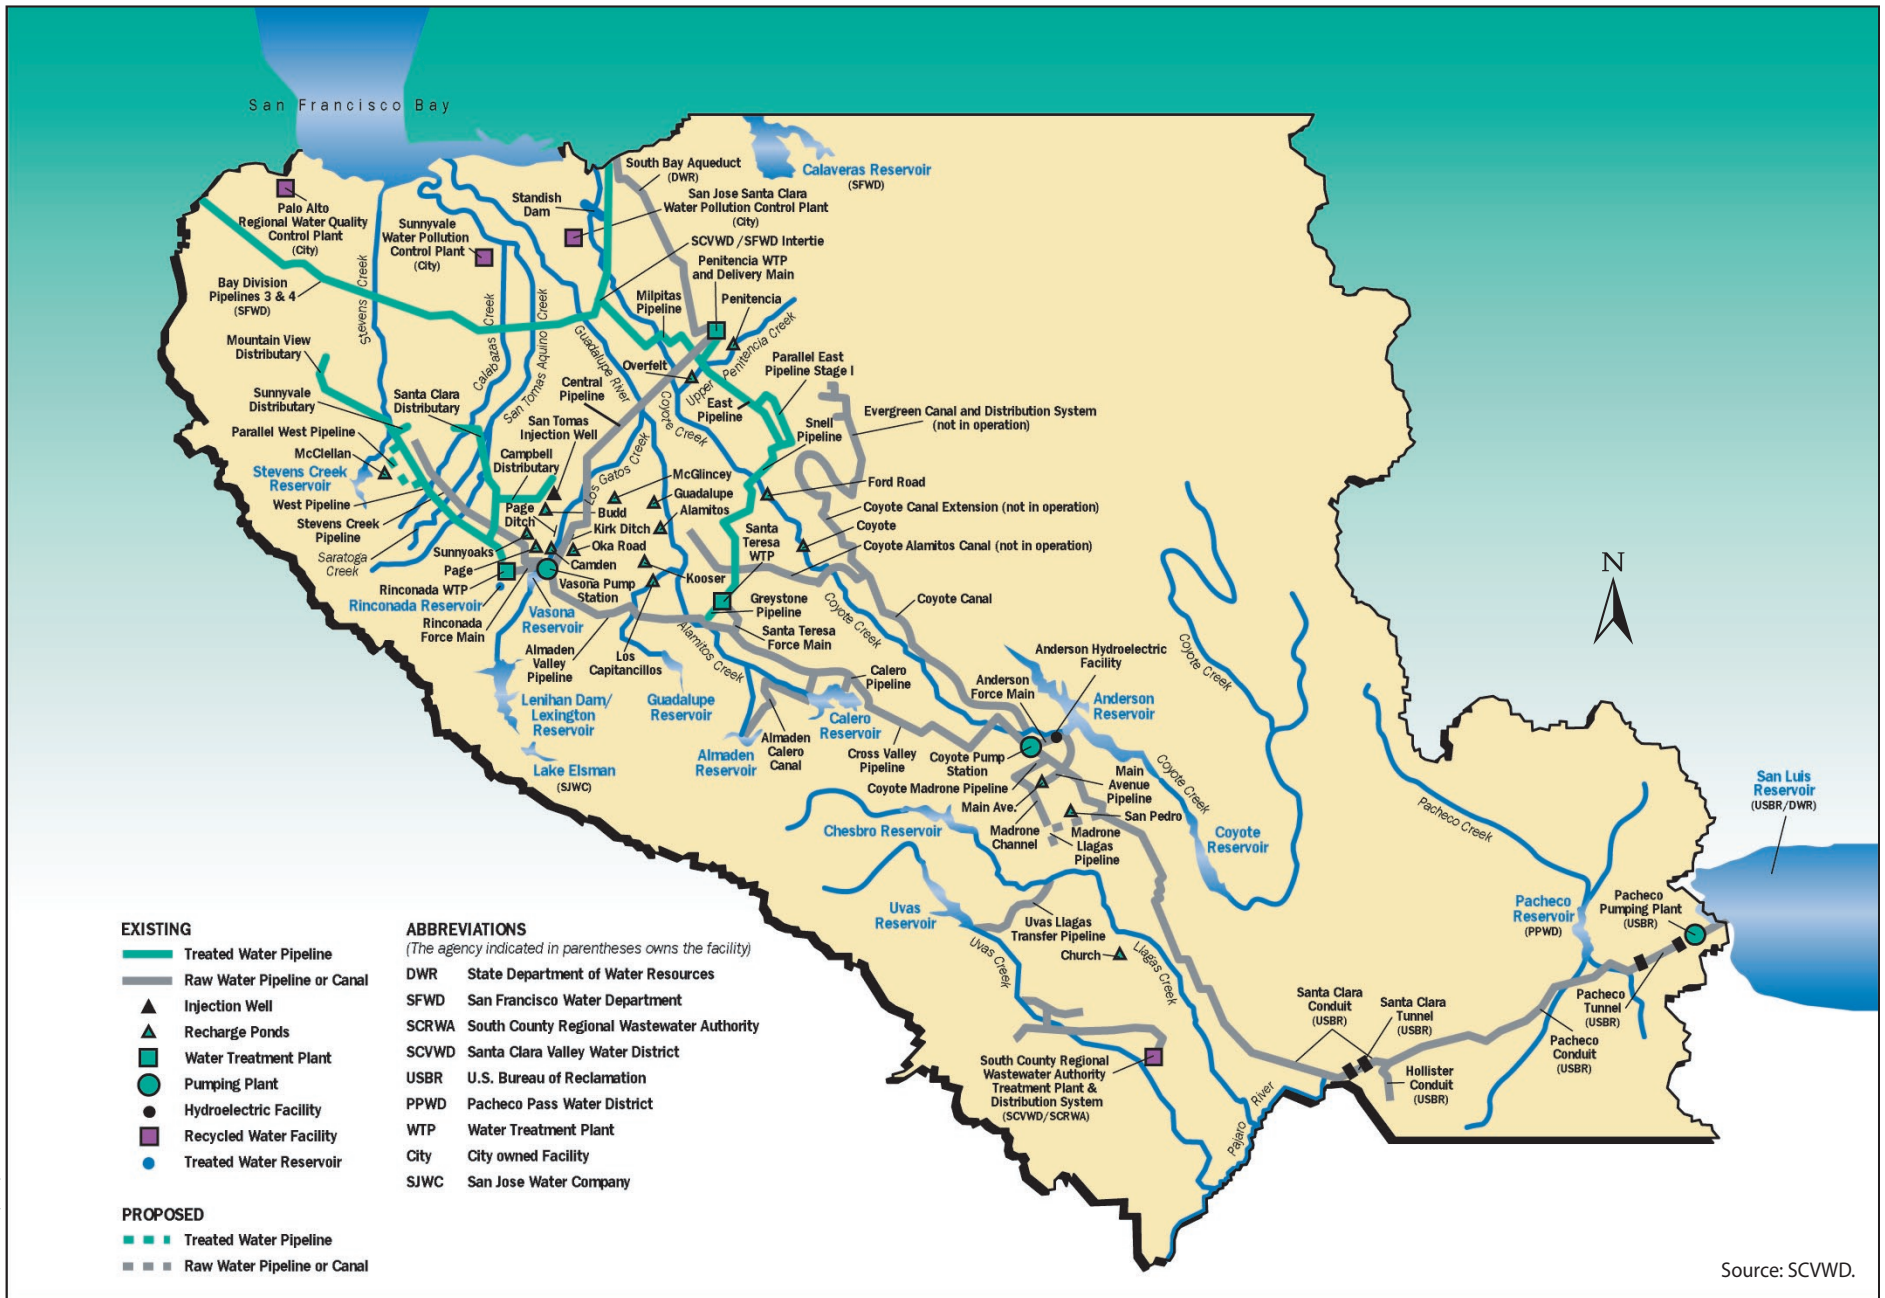 San Francisco Bay
South Bay Aqueduct
(DWR)
Calaveras Reservoir
(SFWD)
San Jose Santa Clara
Water Pollution Control Plant
(City)
Standish
Dam
Palo Alto
Regional Water Quality
Control Plant
(City)
Sunnyvale
Water Pollution
Control Plant
(City)
SCVWD/SFWD Intertie
Penitencia WTP
and Delivery Main
Bay Division
Pipelines 3 & 4
(SFWD)
Stevens Creek
Calabazas Creek
San Tomas Aquino Creek
Guadalupe River
Milpitas
Pipeline
Penitencia
Upper Penitencia Creek
Mountain View
Distributary
Overfelt
Parallel East
Pipeline Stage I
Central
Pipeline
Sunnyvale
Distributary
Santa Clara
Distributary
Coyote Creek
East
Pipeline
Evergreen Canal and Distribution System
(not in operation)
San Tomas
Injection Well
Snell
Pipeline
Parallel West Pipeline
McClellan
Stevens Creek
Reservoir
Campbell
Distributary
Los Gatos Creek
McGlincey
Guadalupe
Alamitos
Ford Road
West Pipeline
Page
Ditch
Budd
Coyote Canal Extension (not in operation)
Stevens Creek
Pipeline
Kirk Ditch
Santa
Teresa
WTP
Coyote
Oka Road
Coyote Alamitos Canal (not in operation)
Saratoga
Creek
Sunnyoaks
Page
Camden
Kooser
Rinconada WTP
Vasona Pump
Station
Rinconada Reservoir
Vasona
Reservoir
Greystone
Pipeline
Coyote Canal
Rinconada
Force Main
Santa Teresa
Force Main
Coyote Creek
Almaden
Valley
Pipeline
Los
Capitancillos
Alamitos Creek
Anderson Hydroelectric
Facility
Calero
Pipeline
Anderson
Force Main
Anderson
Reservoir
Coyote Creek
Lenihan Dam/
Lexington
Reservoir
Guadalupe
Reservoir
Calero
Reservoir
Almaden
Reservoir
Almaden
Calero
Canal
Cross Valley
Pipeline
Coyote Pump
Station
Lake Elsman
(SJWC)
Coyote Madrone Pipeline
Main
Avenue
Pipeline
Coyote Creek
Main Ave.
San Pedro
Chesbro Reservoir
Madrone
Channel
Madrone
Llagas
Pipeline
Coyote
Reservoir
Pacheco Creek
San Luis
Reservoir
(USBR/DWR)
N
Uvas
Reservoir
Uvas Llagas
Transfer Pipeline
Church
Uvas Creek
Llagas Creek
Pacheco
Reservoir
(PPWD)
Pacheco
Pumping Plant
(USBR)
Santa Clara
Conduit
(USBR)
Santa Clara
Tunnel
(USBR)
Pacheco
Tunnel
(USBR)
Pacheco
Conduit
(USBR)
Hollister
Conduit
(USBR)
South County Regional
Wastewater Authority
Treatment Plant &
Distribution System
(SCVWD/SCRWA)
Pajaro River
EXISTING
Treated Water Pipeline
Raw Water Pipeline or Canal
Injection Well
Recharge Ponds
Water Treatment Plant
Pumping Plant
Hydroelectric Facility
Recycled Water Facility
Treated Water Reservoir
PROPOSED
Treated Water Pipeline
Raw Water Pipeline or Canal
ABBREVIATIONS
(The agency indicated in parentheses owns the facility)
DWR State Department of Water Resources
SFWD San Francisco Water Department
SCRWA South County Regional Wastewater Authority
SCVWD Santa Clara Valley Water District
USBR U.S. Bureau of Reclamation
PPWD Pacheco Pass Water District
WTP Water Treatment Plant
City City owned Facility
SJWC San Jose Water Company
Source: SCVWD.